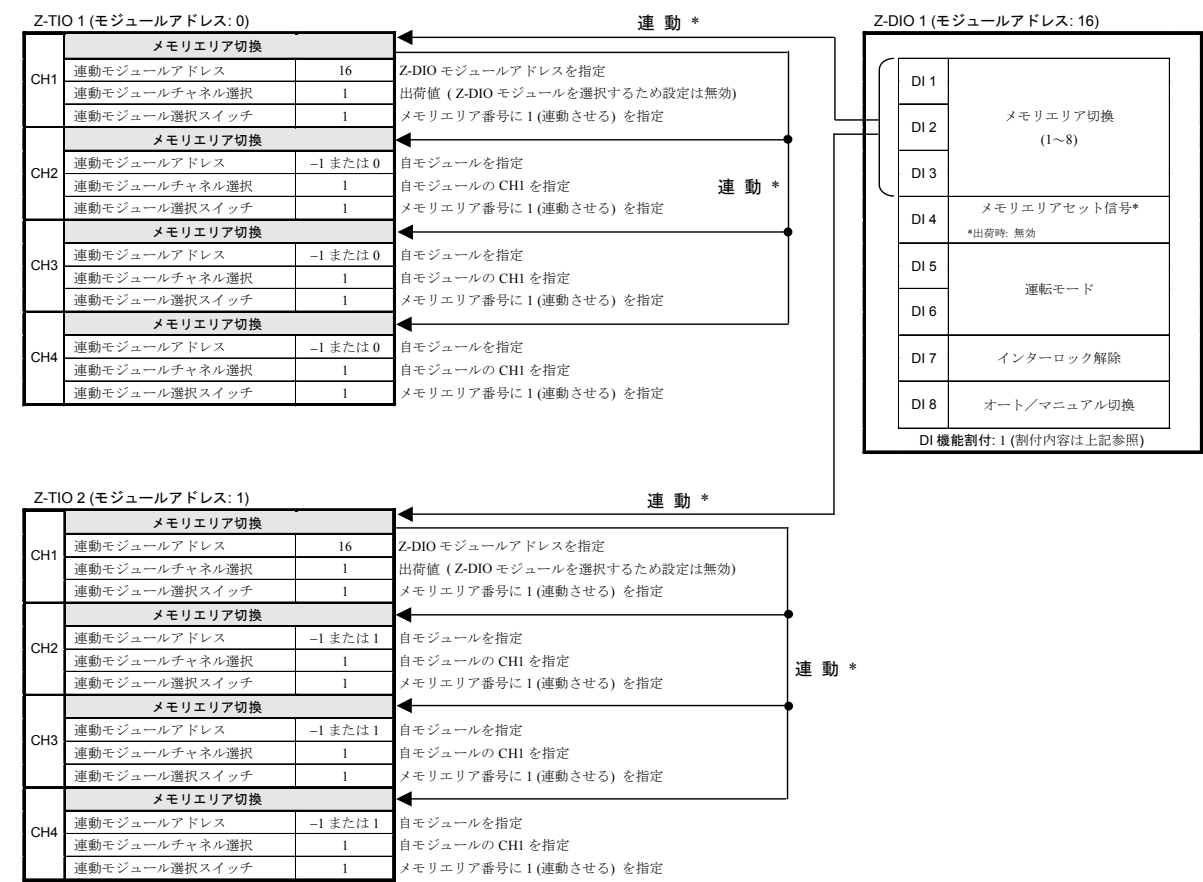 Z-TIO 1 (モジュールアドレス: 0)
連 動 *
CH1
メモリエリア切換
連動モジュールアドレス 16 Z-DIO モジュールアドレスを指定
連動モジュールチャネル選択 1 出荷値 ( Z-DIO モジュールを選択するため設定は無効)
連動モジュール選択スイッチ 1 メモリエリア番号に 1 (連動させる) を指定
CH2
メモリエリア切換
連動モジュールアドレス –1 または 0 自モジュールを指定
連動モジュールチャネル選択 1 自モジュールの CH1 を指定
連動 *
連動モジュール選択スイッチ 1 メモリエリア番号に 1 (連動させる) を指定
CH3
メモリエリア切換
連動モジュールアドレス –1 または 0 自モジュールを指定
連動モジュールチャネル選択 1 自モジュールの CH1 を指定
連動モジュール選択スイッチ 1 メモリエリア番号に 1 (連動させる) を指定
CH4
メモリエリア切換
連動モジュールアドレス –1 または 0 自モジュールを指定
連動モジュールチャネル選択 1 自モジュールの CH1 を指定
連動モジュール選択スイッチ 1 メモリエリア番号に 1 (連動させる) を指定
Z-DIO 1 (モジュールアドレス: 16)
DI 1
DI 2
DI 3
メモリエリア切換
(1～8)
DI 4
メモリエリアセット信号*
*出荷時: 無効
DI 5
DI 6
運転モード
DI 7 インターロック解除
DI 8 オート／マニュアル切換
DI 機能割付: 1 (割付内容は上記参照)
Z-TIO 2 (モジュールアドレス: 1)
連 動 *
CH1
メモリエリア切換
連動モジュールアドレス 16 Z-DIO モジュールアドレスを指定
連動モジュールチャネル選択 1 出荷値 ( Z-DIO モジュールを選択するため設定は無効)
連動モジュール選択スイッチ 1 メモリエリア番号に 1 (連動させる) を指定
CH2
メモリエリア切換
連動モジュールアドレス –1 または 1 自モジュールを指定
連動モジュールチャネル選択 1 自モジュールの CH1 を指定
連動 *
連動モジュール選択スイッチ 1 メモリエリア番号に 1 (連動させる) を指定
CH3
メモリエリア切換
連動モジュールアドレス –1 または 1 自モジュールを指定
連動モジュールチャネル選択 1 自モジュールの CH1 を指定
連動モジュール選択スイッチ 1 メモリエリア番号に 1 (連動させる) を指定
CH4
メモリエリア切換
連動モジュールアドレス –1 または 1 自モジュールを指定
連動モジュールチャネル選択 1 自モジュールの CH1 を指定
連動モジュール選択スイッチ 1 メモリエリア番号に 1 (連動させる) を指定